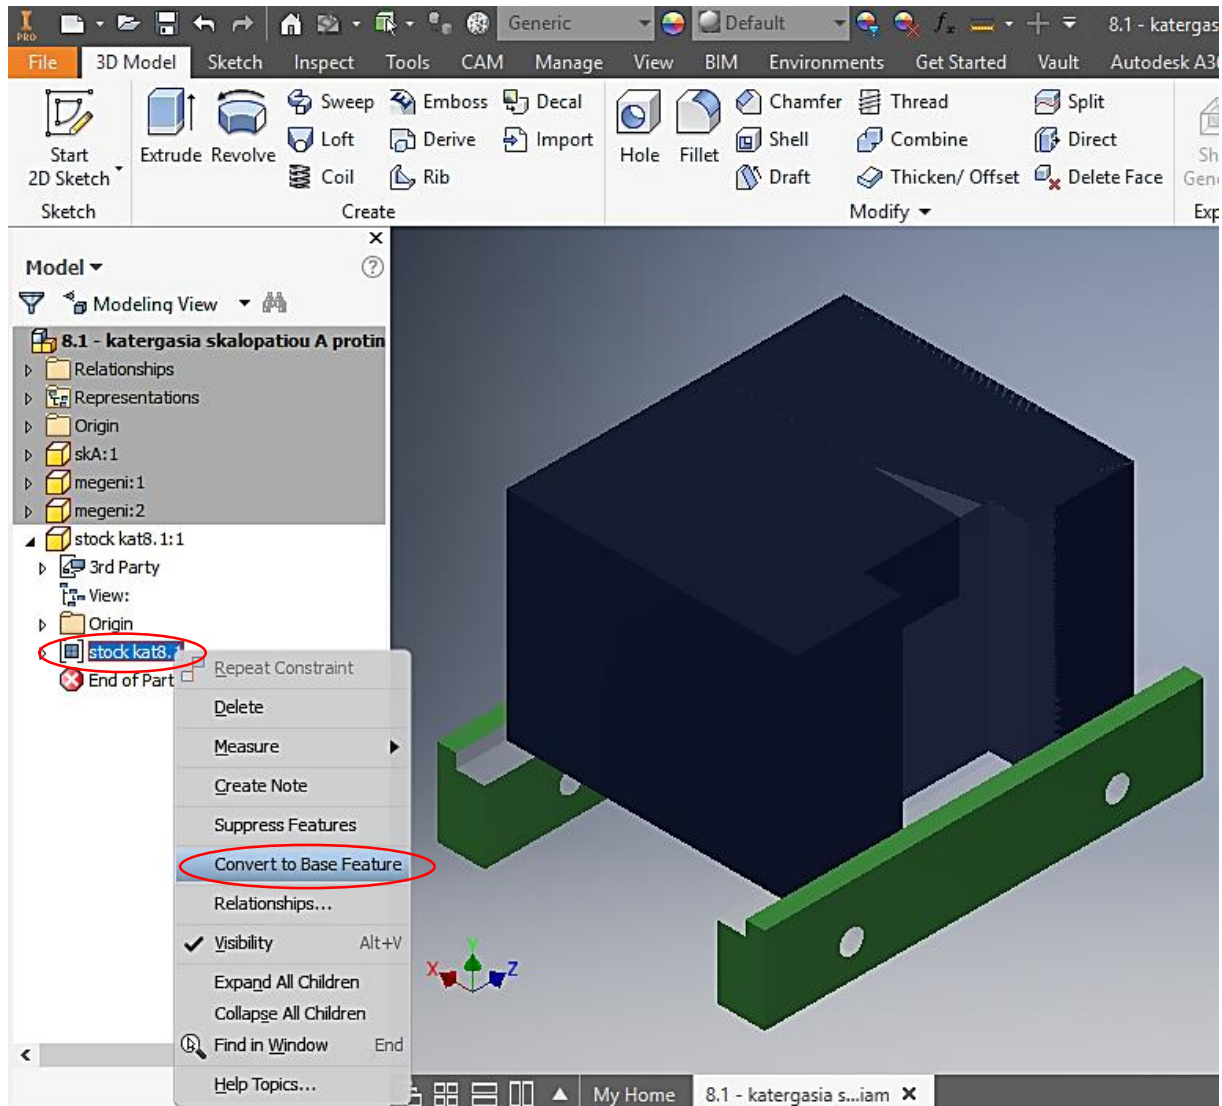 PRO Generic Default fx 8.1 - katergas
File 3D Model Sketch Inspect Tools CAM Manage View BIM Environments Get Started Vault Autodesk A3
Start 2D Sketch
Extrude Revolve
Sweep Emboss Decal
Loft Derive Import
Coil Rib
Hole Fillet
Chamfer Thread Split
Shell Combine Direct
Draft Thicken/ Offset Delete Face
Sh
Gen
Sketch Create Modify Exp
Model
Modeling View
8.1 - katergasia skalopatiou A protin
Relationships
Representations
Origin
skA:1
megeni:1
megeni:2
stock kat8.1:1
3rd Party
View:
Origin
stock kat8.1
End of Part
Repeat Constraint
Delete
Measure
Create Note
Suppress Features
Convert to Base Feature
Relationships...
Visibility Alt+V
Expand All Children
Collapse All Children
Find in Window End
Help Topics...
X Y Z
My Home 8.1 - katergasia s...iam